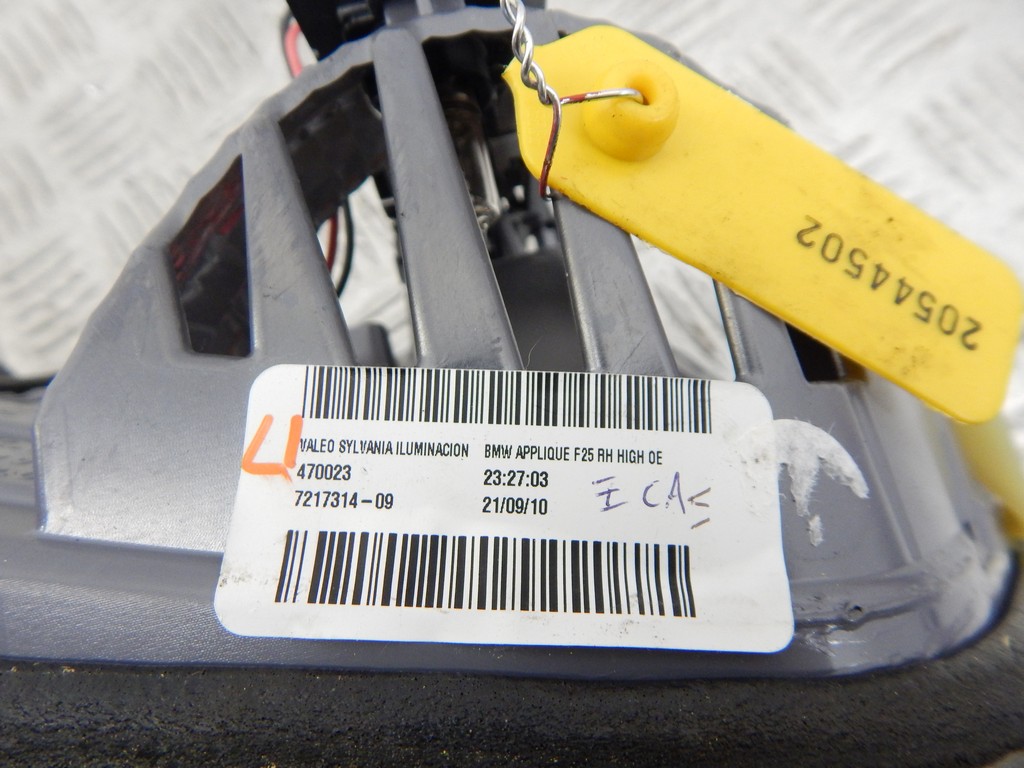 20544502
VALEO SYLVANIA ILUMINACION BMW APPLIQUE F25 RH HIGH OE
470023 23:27:03
7217314-09 21/09/10